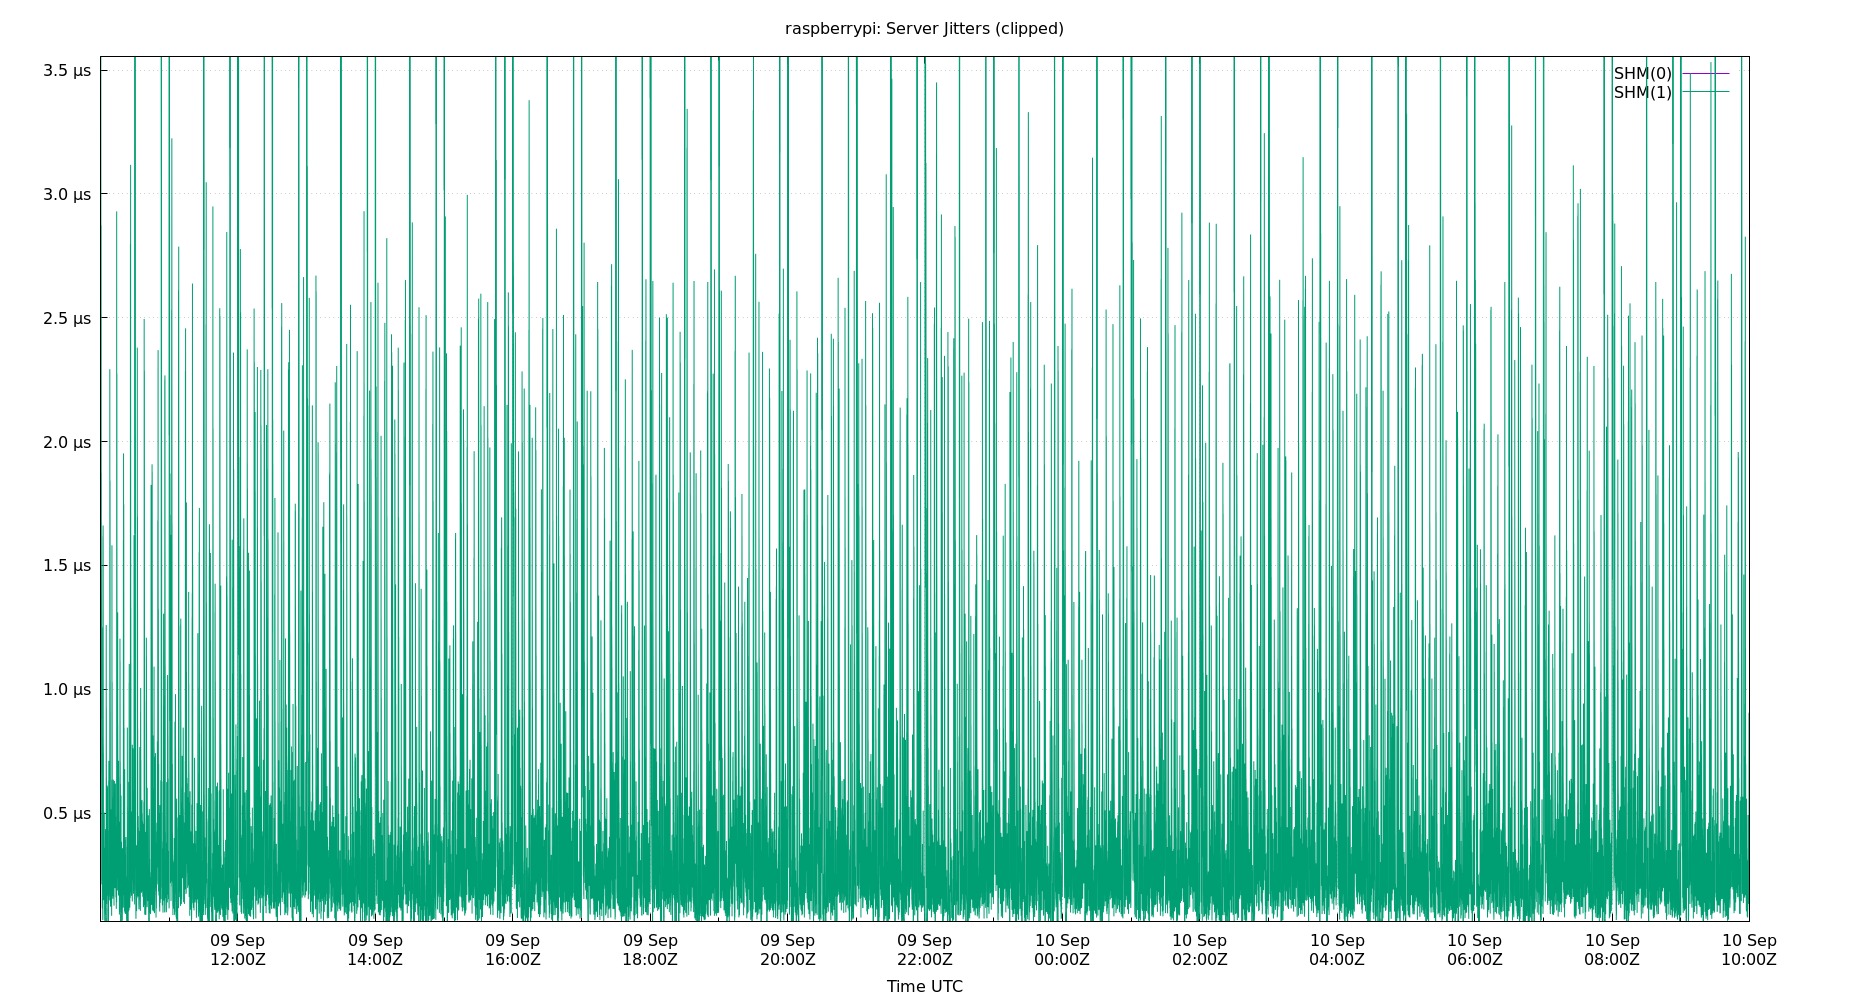 raspberrypi: Server Jitters (clipped)
3.5 µs
SHM(0)
SHM(1)
3.0 µs
2.5 µs
2.0 µs
1.5 µs
1.0 µs
0.5 µs
09 Sep 09 Sep 09 Sep 09 Sep 09 Sep 09 Sep 10 Sep 10 Sep 10 Sep 10 Sep 10 Sep 10 Sep
12:00Z 14:00Z 16:00Z 18:00Z 20:00Z 22:00Z 00:00Z 02:00Z 04:00Z 06:00Z 08:00Z 10:00Z
Time UTC